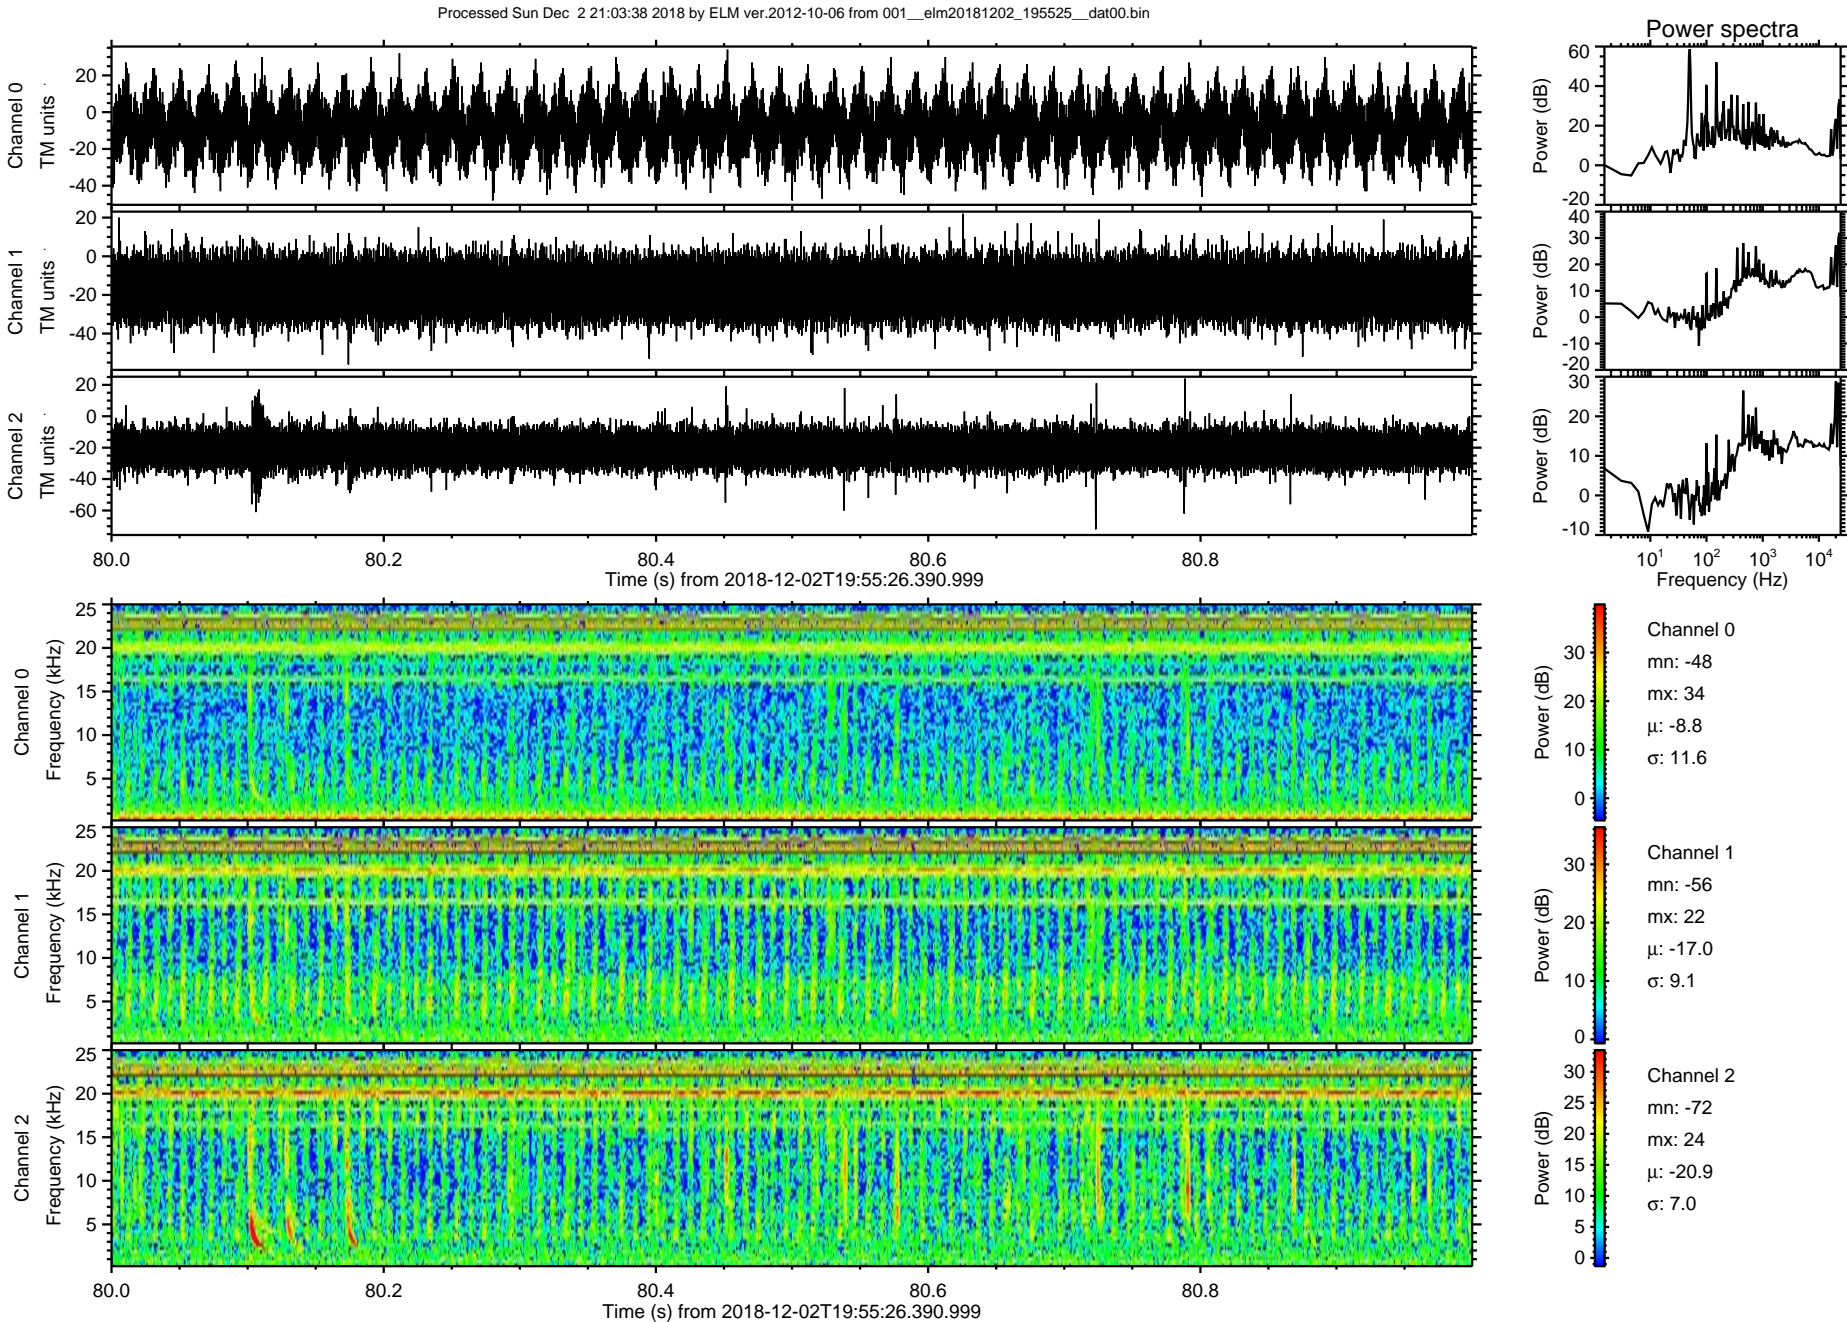 Processed Sun Dec  2 21:03:38 2018 by ELM ver.2012-10-06 from 001__elm20181202_195525__dat00.bin
Power spectra
Channel 0
TM units
20
0
-20
-40
Power (dB)
60
40
20
0
-20
Channel 1
TM units
20
0
-20
-40
Power (dB)
40
30
20
10
0
-10
-20
Channel 2
TM units
20
0
-20
-40
-60
Power (dB)
30
20
10
0
-10
80.0 80.2 80.4 80.6 80.8
Time (s) from 2018-12-02T19:55:26.390.999
10^1 10^2 10^3 10^4
Frequency (Hz)
Channel 0
Frequency (kHz)
25
20
15
10
5
Power (dB)
30
20
10
0
Channel 0
mn: -48
mx: 34
μ: -8.8
σ: 11.6
Channel 1
Frequency (kHz)
25
20
15
10
5
Power (dB)
30
20
10
0
Channel 1
mn: -56
mx: 22
μ: -17.0
σ: 9.1
Channel 2
Frequency (kHz)
25
20
15
10
5
Power (dB)
30
25
20
15
10
5
0
Channel 2
mn: -72
mx: 24
μ: -20.9
σ: 7.0
80.0 80.2 80.4 80.6 80.8
Time (s) from 2018-12-02T19:55:26.390.999